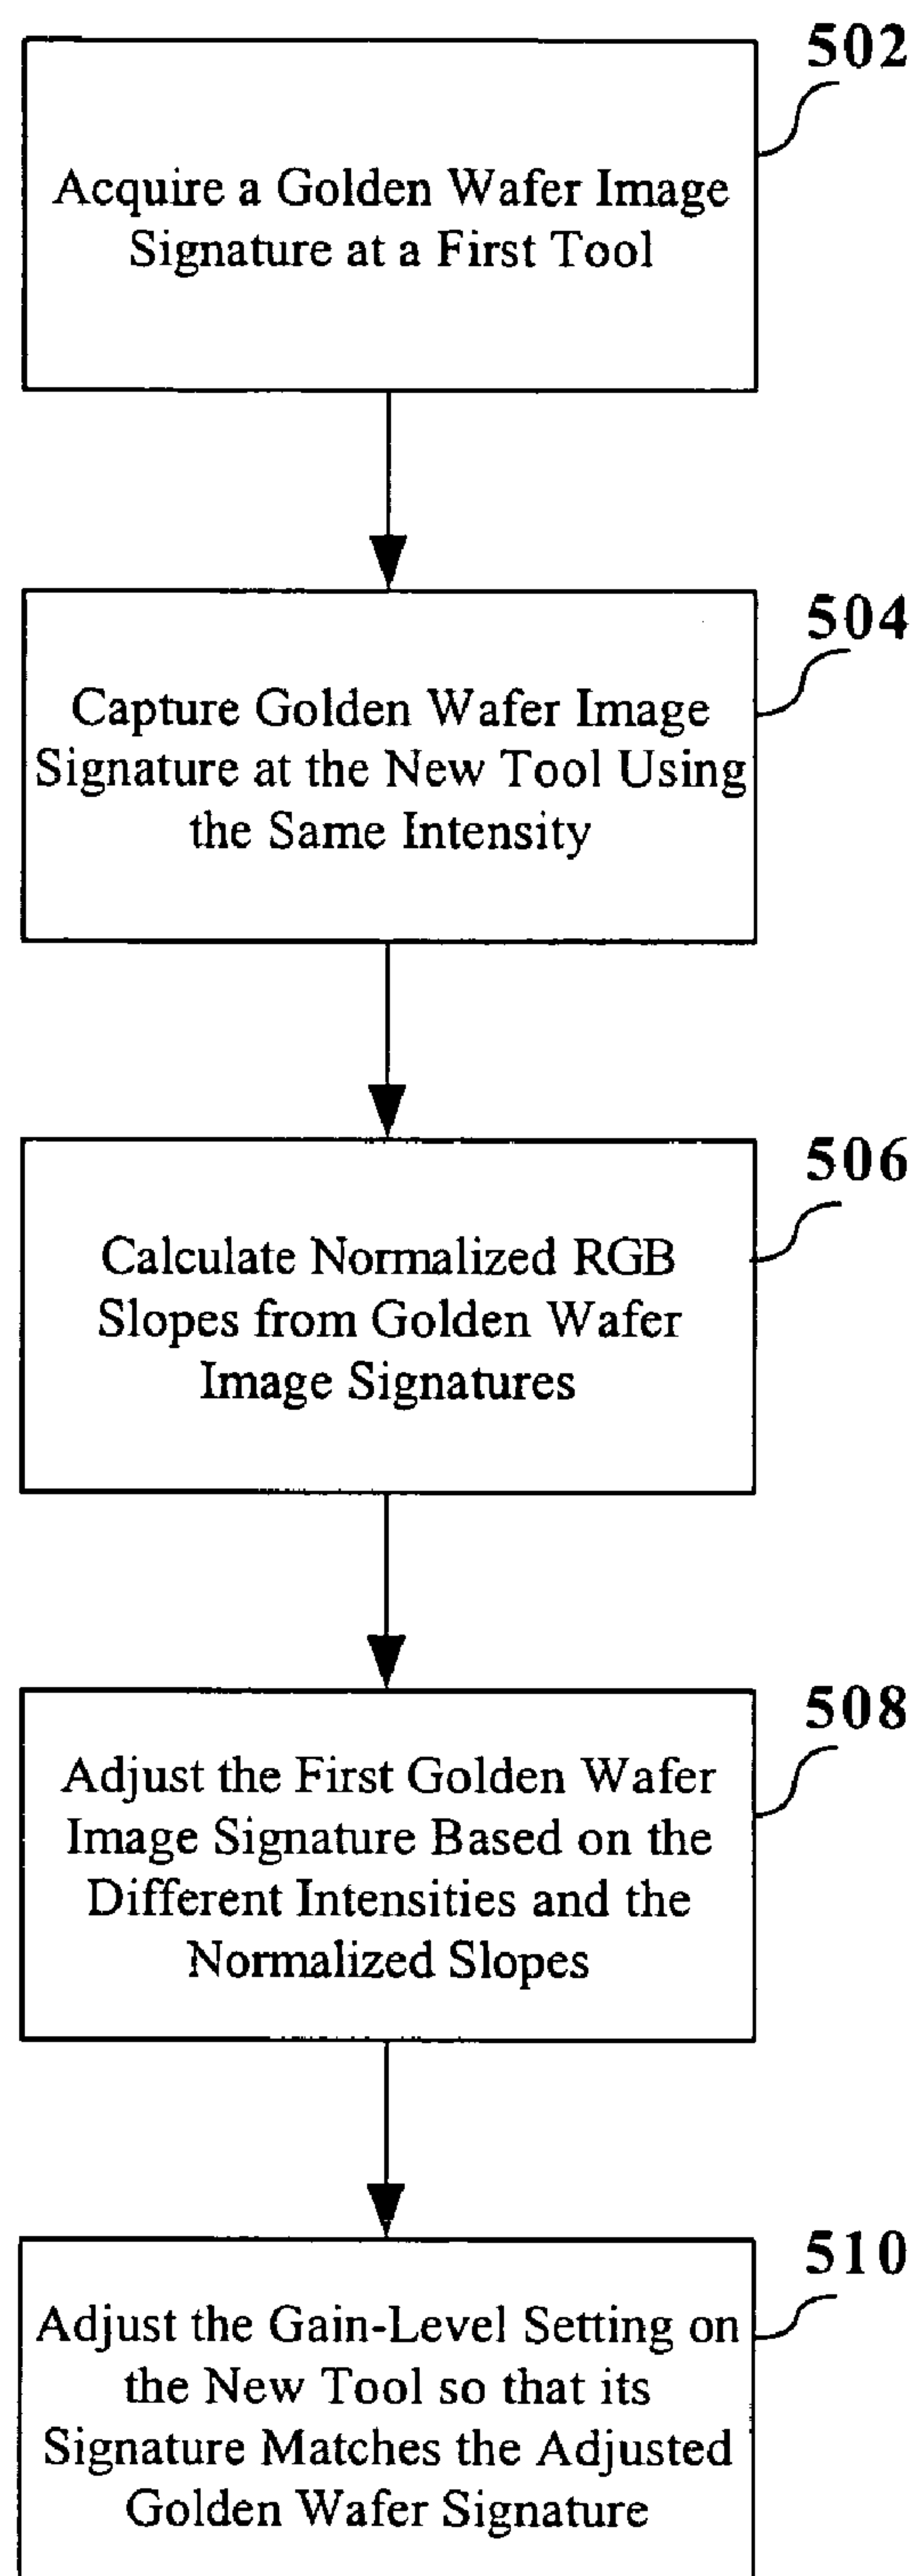 502
Acquire a Golden Wafer Image
Signature at a First Tool
504
Capture Golden Wafer Image
Signature at the New Tool Using
the Same Intensity
506
Calculate Normalized RGB
Slopes from Golden Wafer
Image Signatures
508
Adjust the First Golden Wafer
Image Signature Based on the
Different Intensities and the
Normalized Slopes
510
Adjust the Gain-Level Setting on
the New Tool so that its
Signature Matches the Adjusted
Golden Wafer Signature